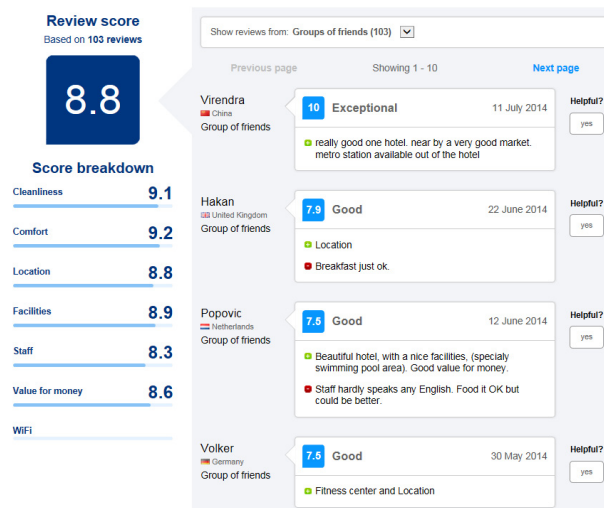 Review score
Based on 103 reviews
8.8
Score breakdown
Cleanliness 9.1
Comfort 9.2
Location 8.8
Facilities 8.9
Staff 8.3
Value for money 8.6
WiFi
Show reviews from: Groups of friends (103)
Previous page Showing 1 - 10 Next page
Virendra
China
Group of friends
10 Exceptional 11 July 2014
really good one hotel. near by a very good market.
metro station available out of the hotel
Helpful?
yes
Hakan
United Kingdom
Group of friends
7.9 Good 22 June 2014
Location
Breakfast just ok.
Helpful?
yes
Popovic
Netherlands
Group of friends
7.5 Good 12 June 2014
Beautiful hotel, with a nice facilities, (specialy
swimming pool area). Good value for money.
Staff hardly speaks any English. Food it OK but
could be better.
Helpful?
yes
Volker
Germany
Group of friends
7.5 Good 30 May 2014
Fitness center and Location
Helpful?
yes